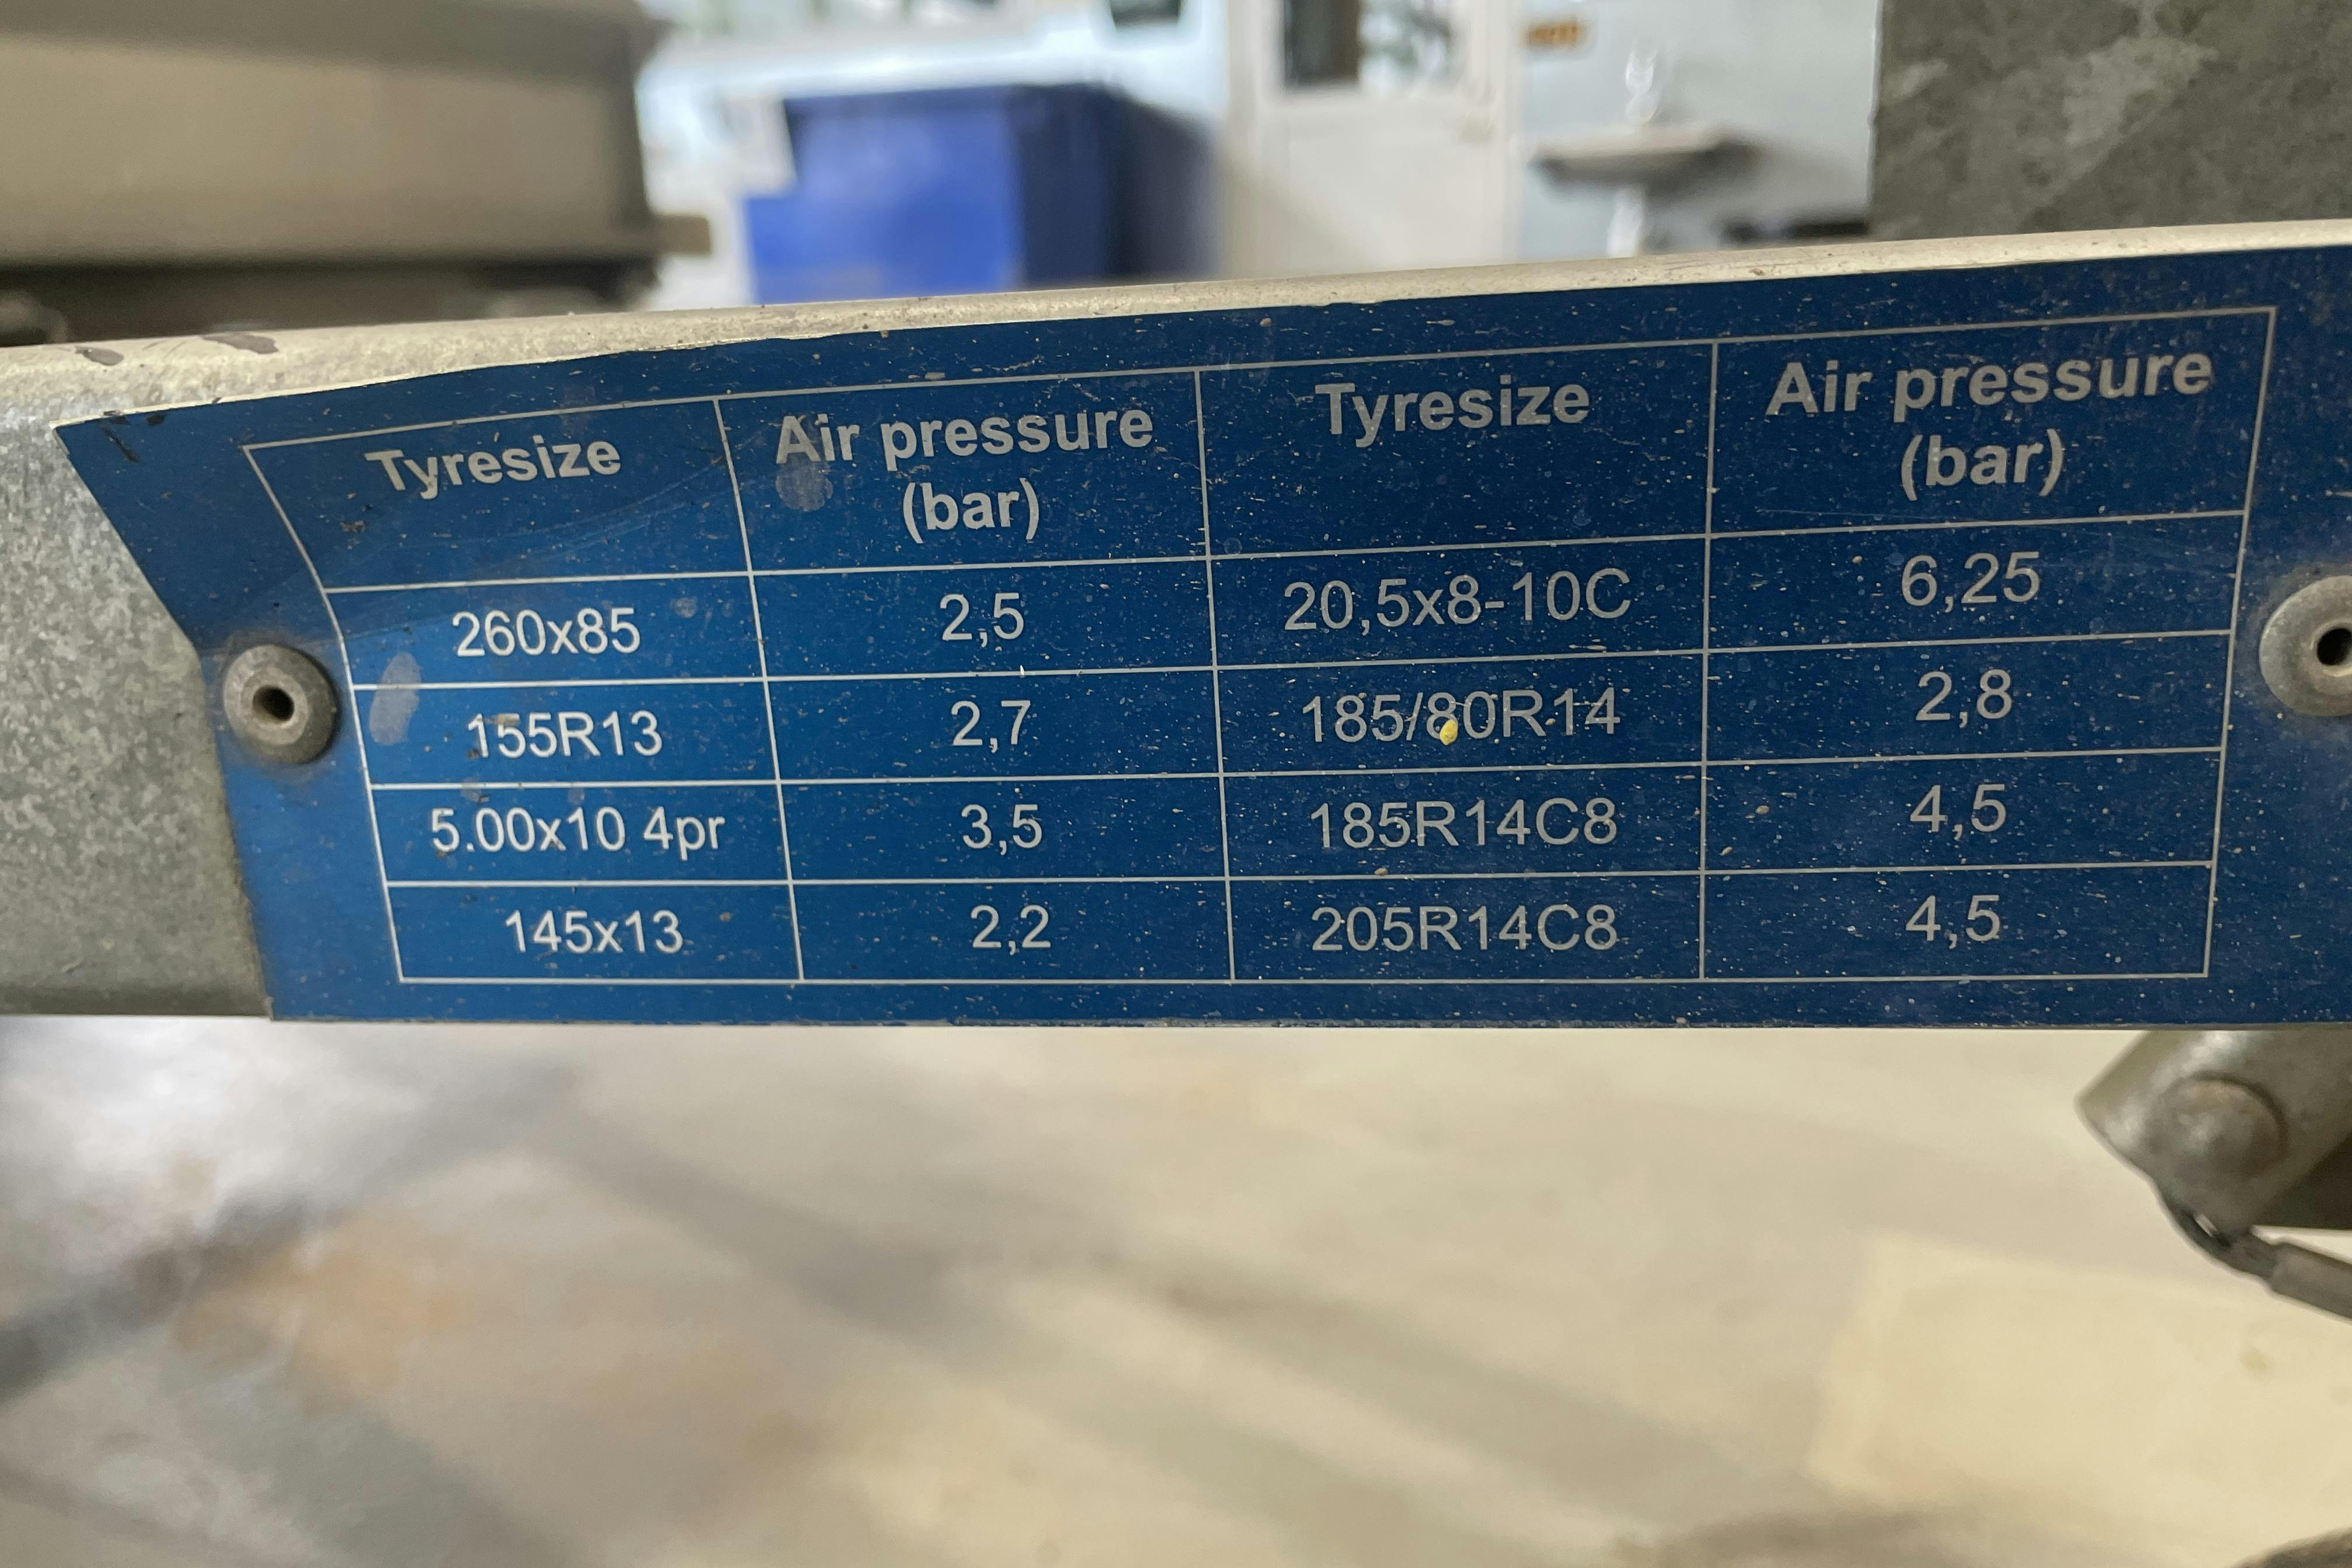 Tyresize Air pressure (bar) Tyresize Air pressure (bar)
260x85 2,5 20,5x8-10C 6,25
155R13 2,7 185/80R14 2,8
5.00x10 4pr 3,5 185R14C8 4,5
145x13 2,2 205R14C8 4,5